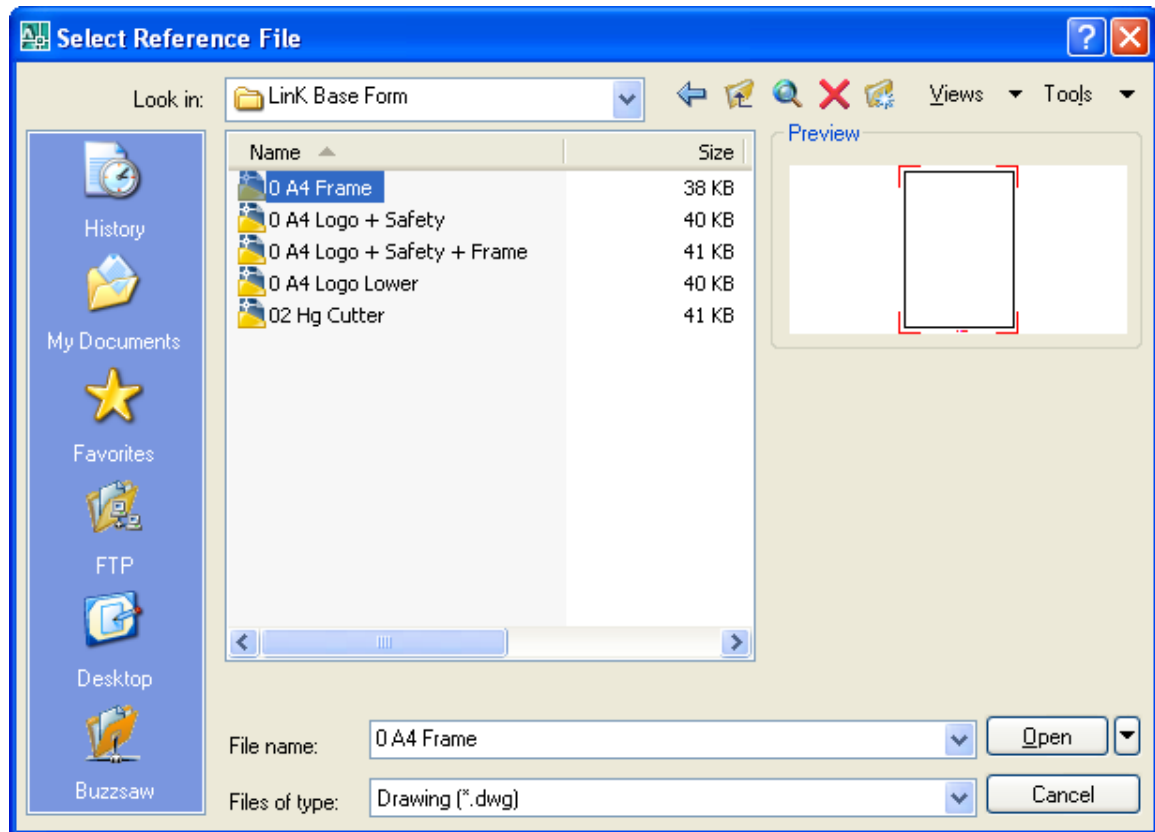 Select Reference File
Look in:
LinK Base Form
Views
Tools
History
My Documents
Favorites
FTP
Desktop
Buzzsaw
Name
Size
0 A4 Frame
38 KB
0 A4 Logo + Safety
40 KB
0 A4 Logo + Safety + Frame
41 KB
0 A4 Logo Lower
40 KB
02 Hg Cutter
41 KB
Preview
File name:
0 A4 Frame
Open
Files of type:
Drawing (*.dwg)
Cancel